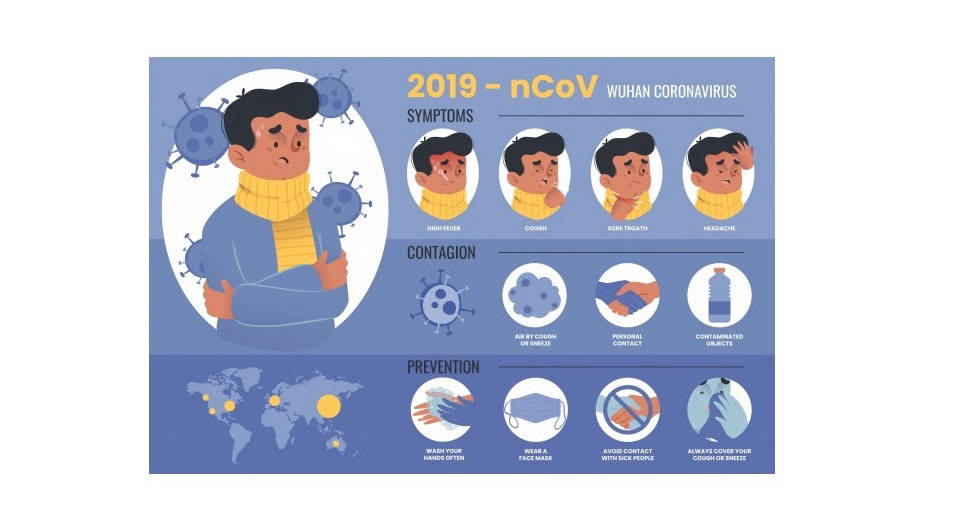 2019 - nCoV WUHAN CORONAVIRUS
SYMPTOMS
HIGH FEVER
COUGH
SORE TROATH
HEADACHE
CONTAGION
AIR BY COUGH
OR SNEEZE
PERSONAL
CONTACT
CONTAMINATED
OBJECTS
PREVENTION
WASH YOUR
HANDS OFTEN
WEAR A
FACE MASK
AVOID CONTACT
WITH SICK PEOPLE
ALWAYS COVER YOUR
COUGH OR SNEEZE